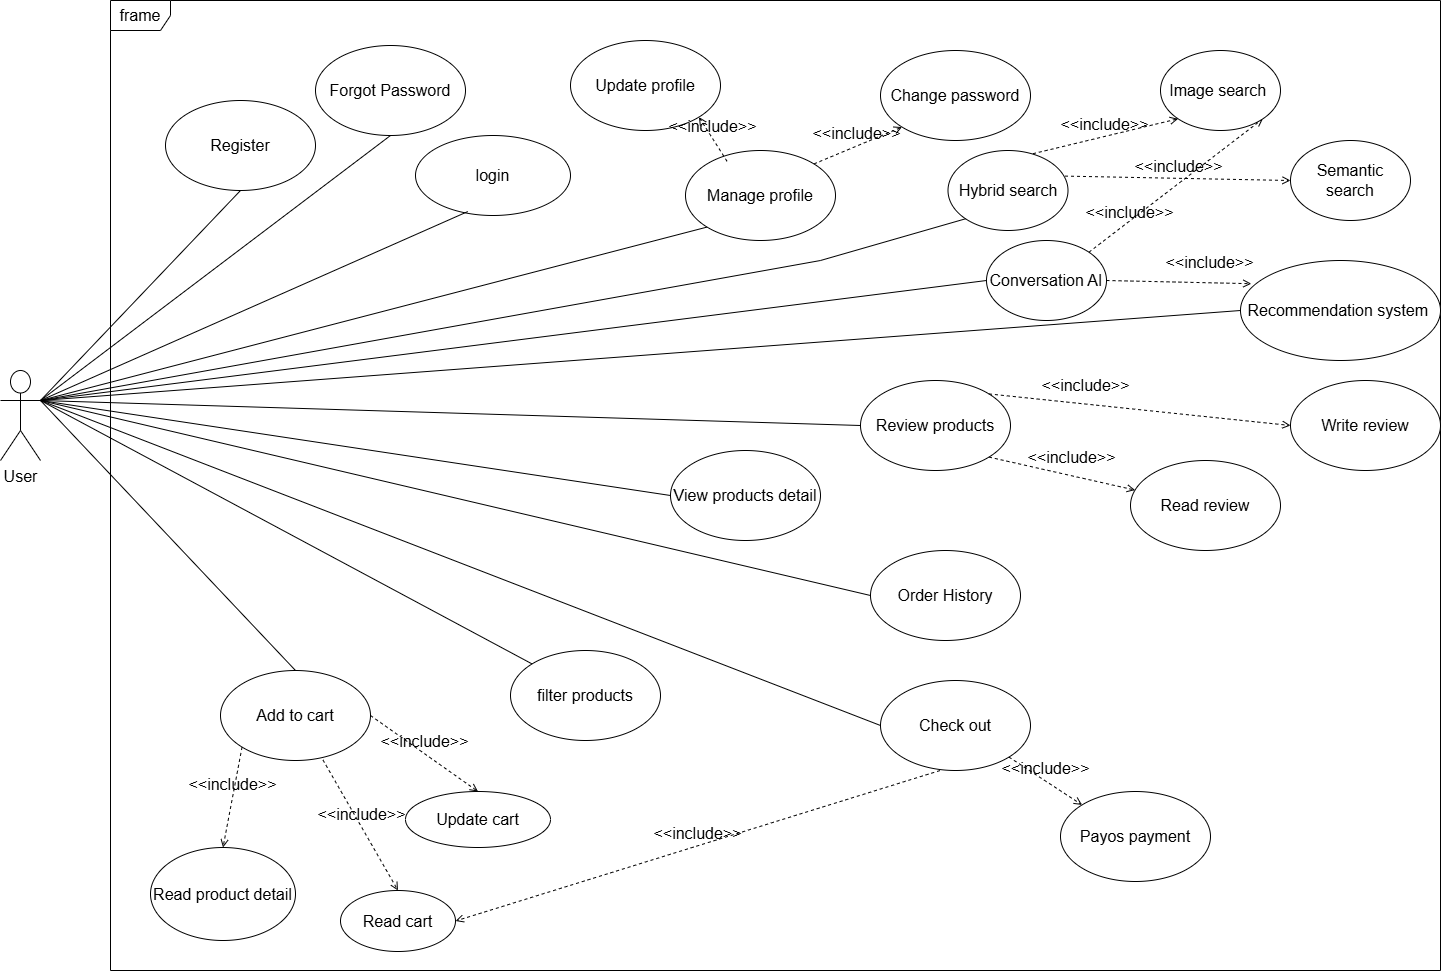 frame
Forgot Password
Update profile
Change password
Image search
Register
login
<<include>>
<<include>>
<<include>>
<<include>>
Manage profile
Hybrid search
Semantic
search
<<include>>
<<include>>
Conversation AI
Recommendation system
<<include>>
Review products
Write review
<<include>>
User
View products detail
Read review
Order History
filter products
Add to cart
Check out
<<include>>
<<include>>
<<include>>
<<include>>
Update cart
<<include>>
Payos payment
Read product detail
Read cart